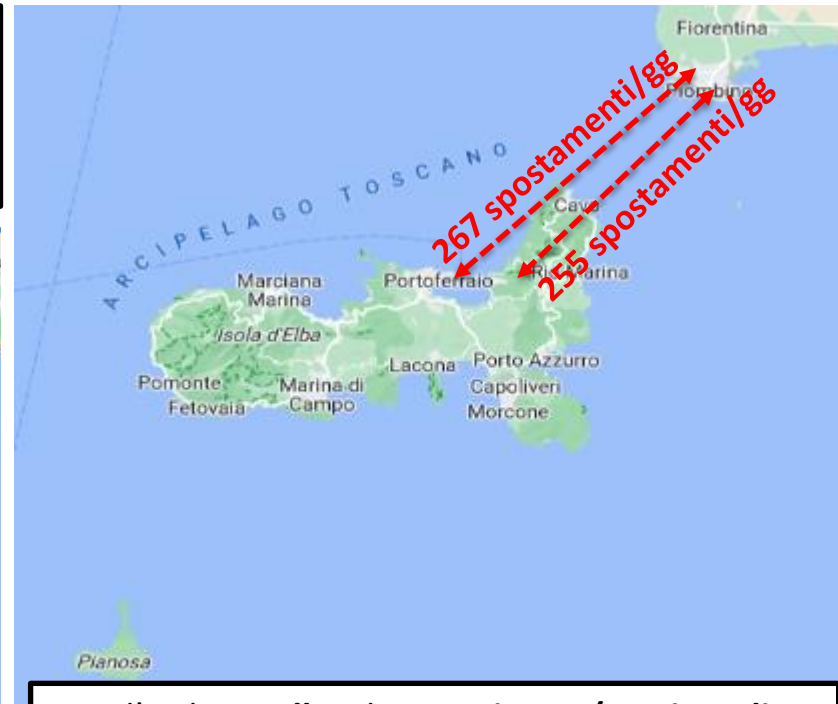 Fiorentina
Piombino
267 spostamenti/gg
255 spostamenti/gg
ARCIPELAGO TOSCANO
Cavo
Marciana
Marina
Portoferraio
Rio Marina
Isola d'Elba
Lacona
Porto Azzurro
Pomonte
Marina di
Campo
Capoliveri
Fetovaia
Morcone
Pianosa